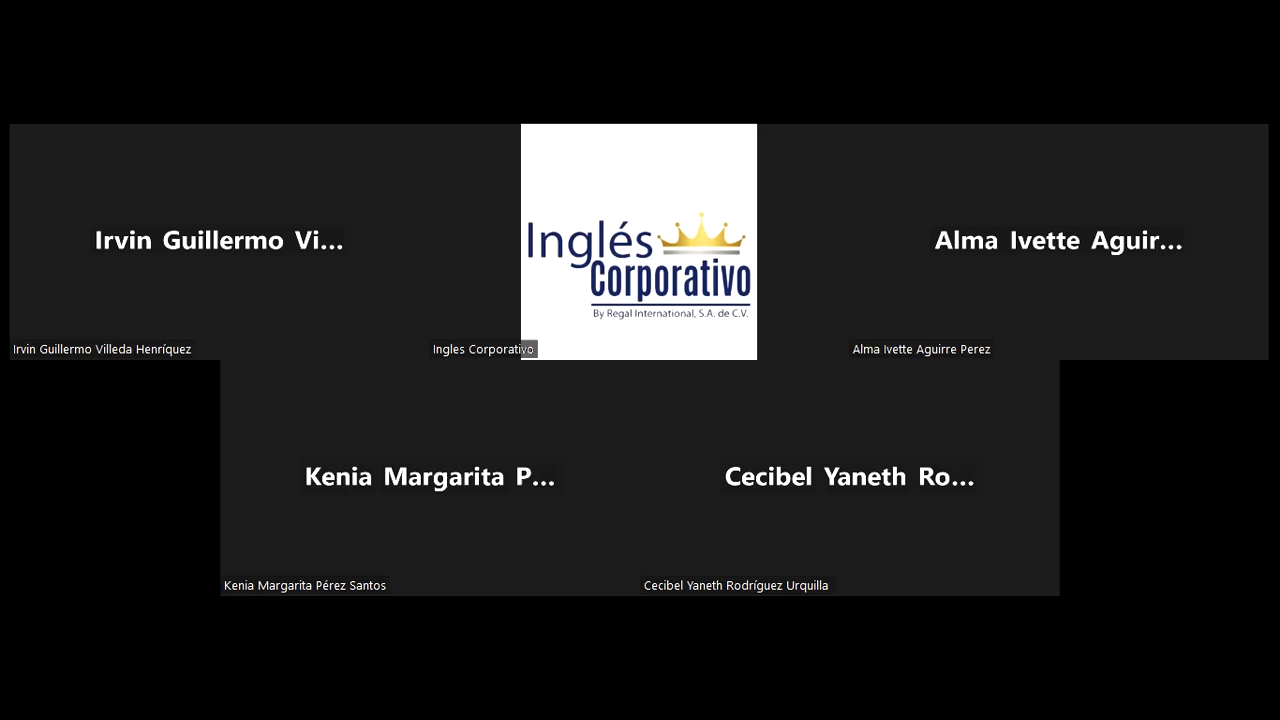 Irvin Guillermo Vi...
Inglés
Corporativo
By Regal International, S.A. de C.V.
Alma Ivette Aguir...
Irvin Guillermo Villeda Henríquez
Ingles Corporativo
Alma Ivette Aguirre Perez
Kenia Margarita P...
Cecibel Yaneth Ro...
Kenia Margarita Pérez Santos
Cecibel Yaneth Rodríguez Urquilla